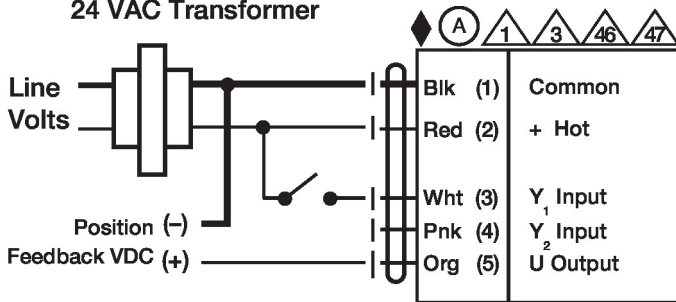 24 VAC Transformer
A 1 3 46 47
Line
Volts
Blk (1) Common
Red (2) + Hot
Wht (3) Y1 Input
Pnk (4) Y2 Input
Org (5) U Output
Position (–)
Feedback VDC (+)